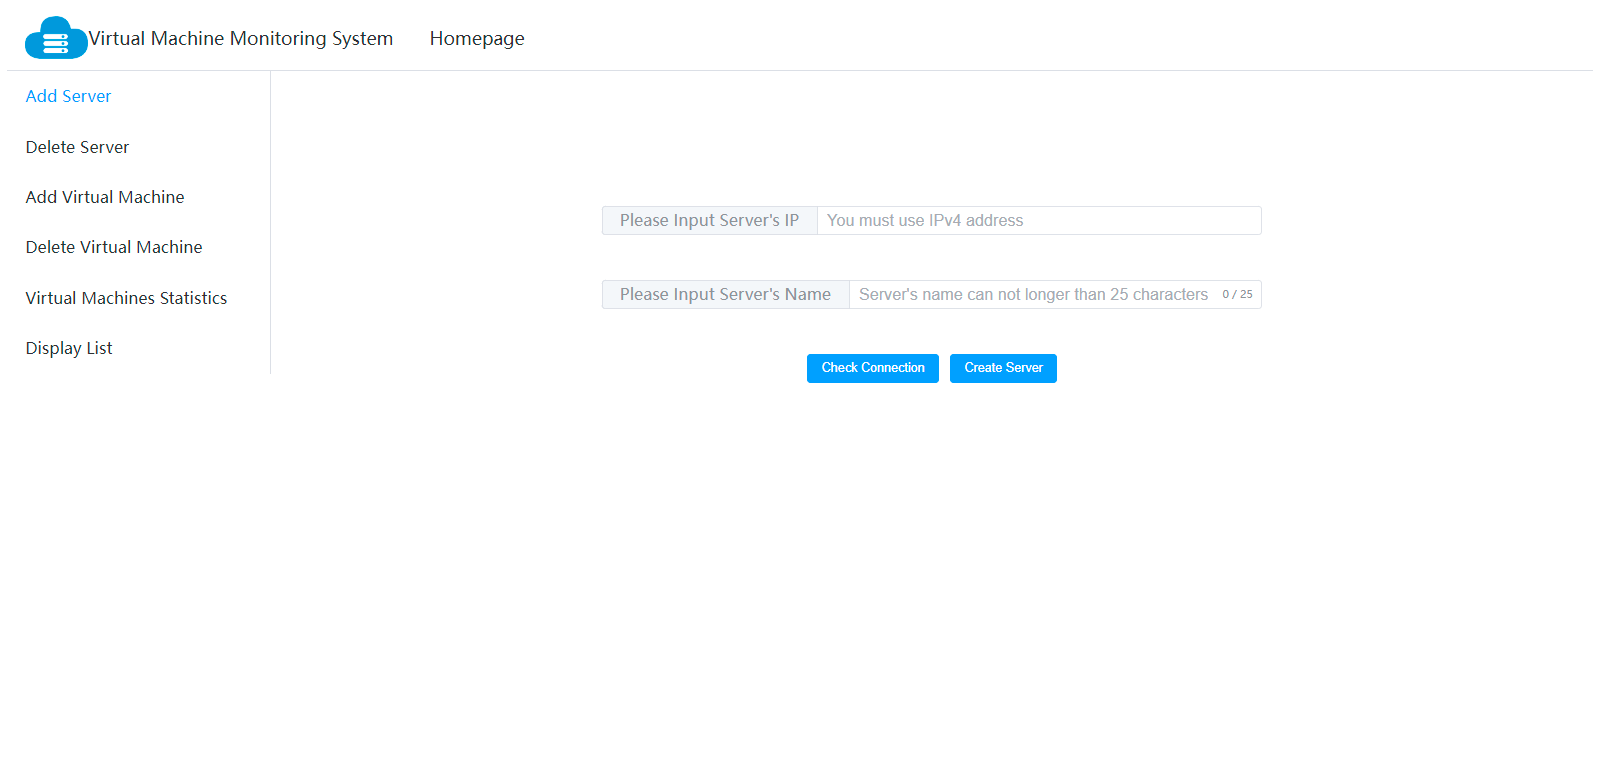 Virtual Machine Monitoring System Homepage
Add Server
Delete Server
Add Virtual Machine
Delete Virtual Machine
Virtual Machines Statistics
Display List
Please Input Server's IP You must use IPv4 address
Please Input Server's Name Server's name can not longer than 25 characters 0 / 25
Check Connection Create Server